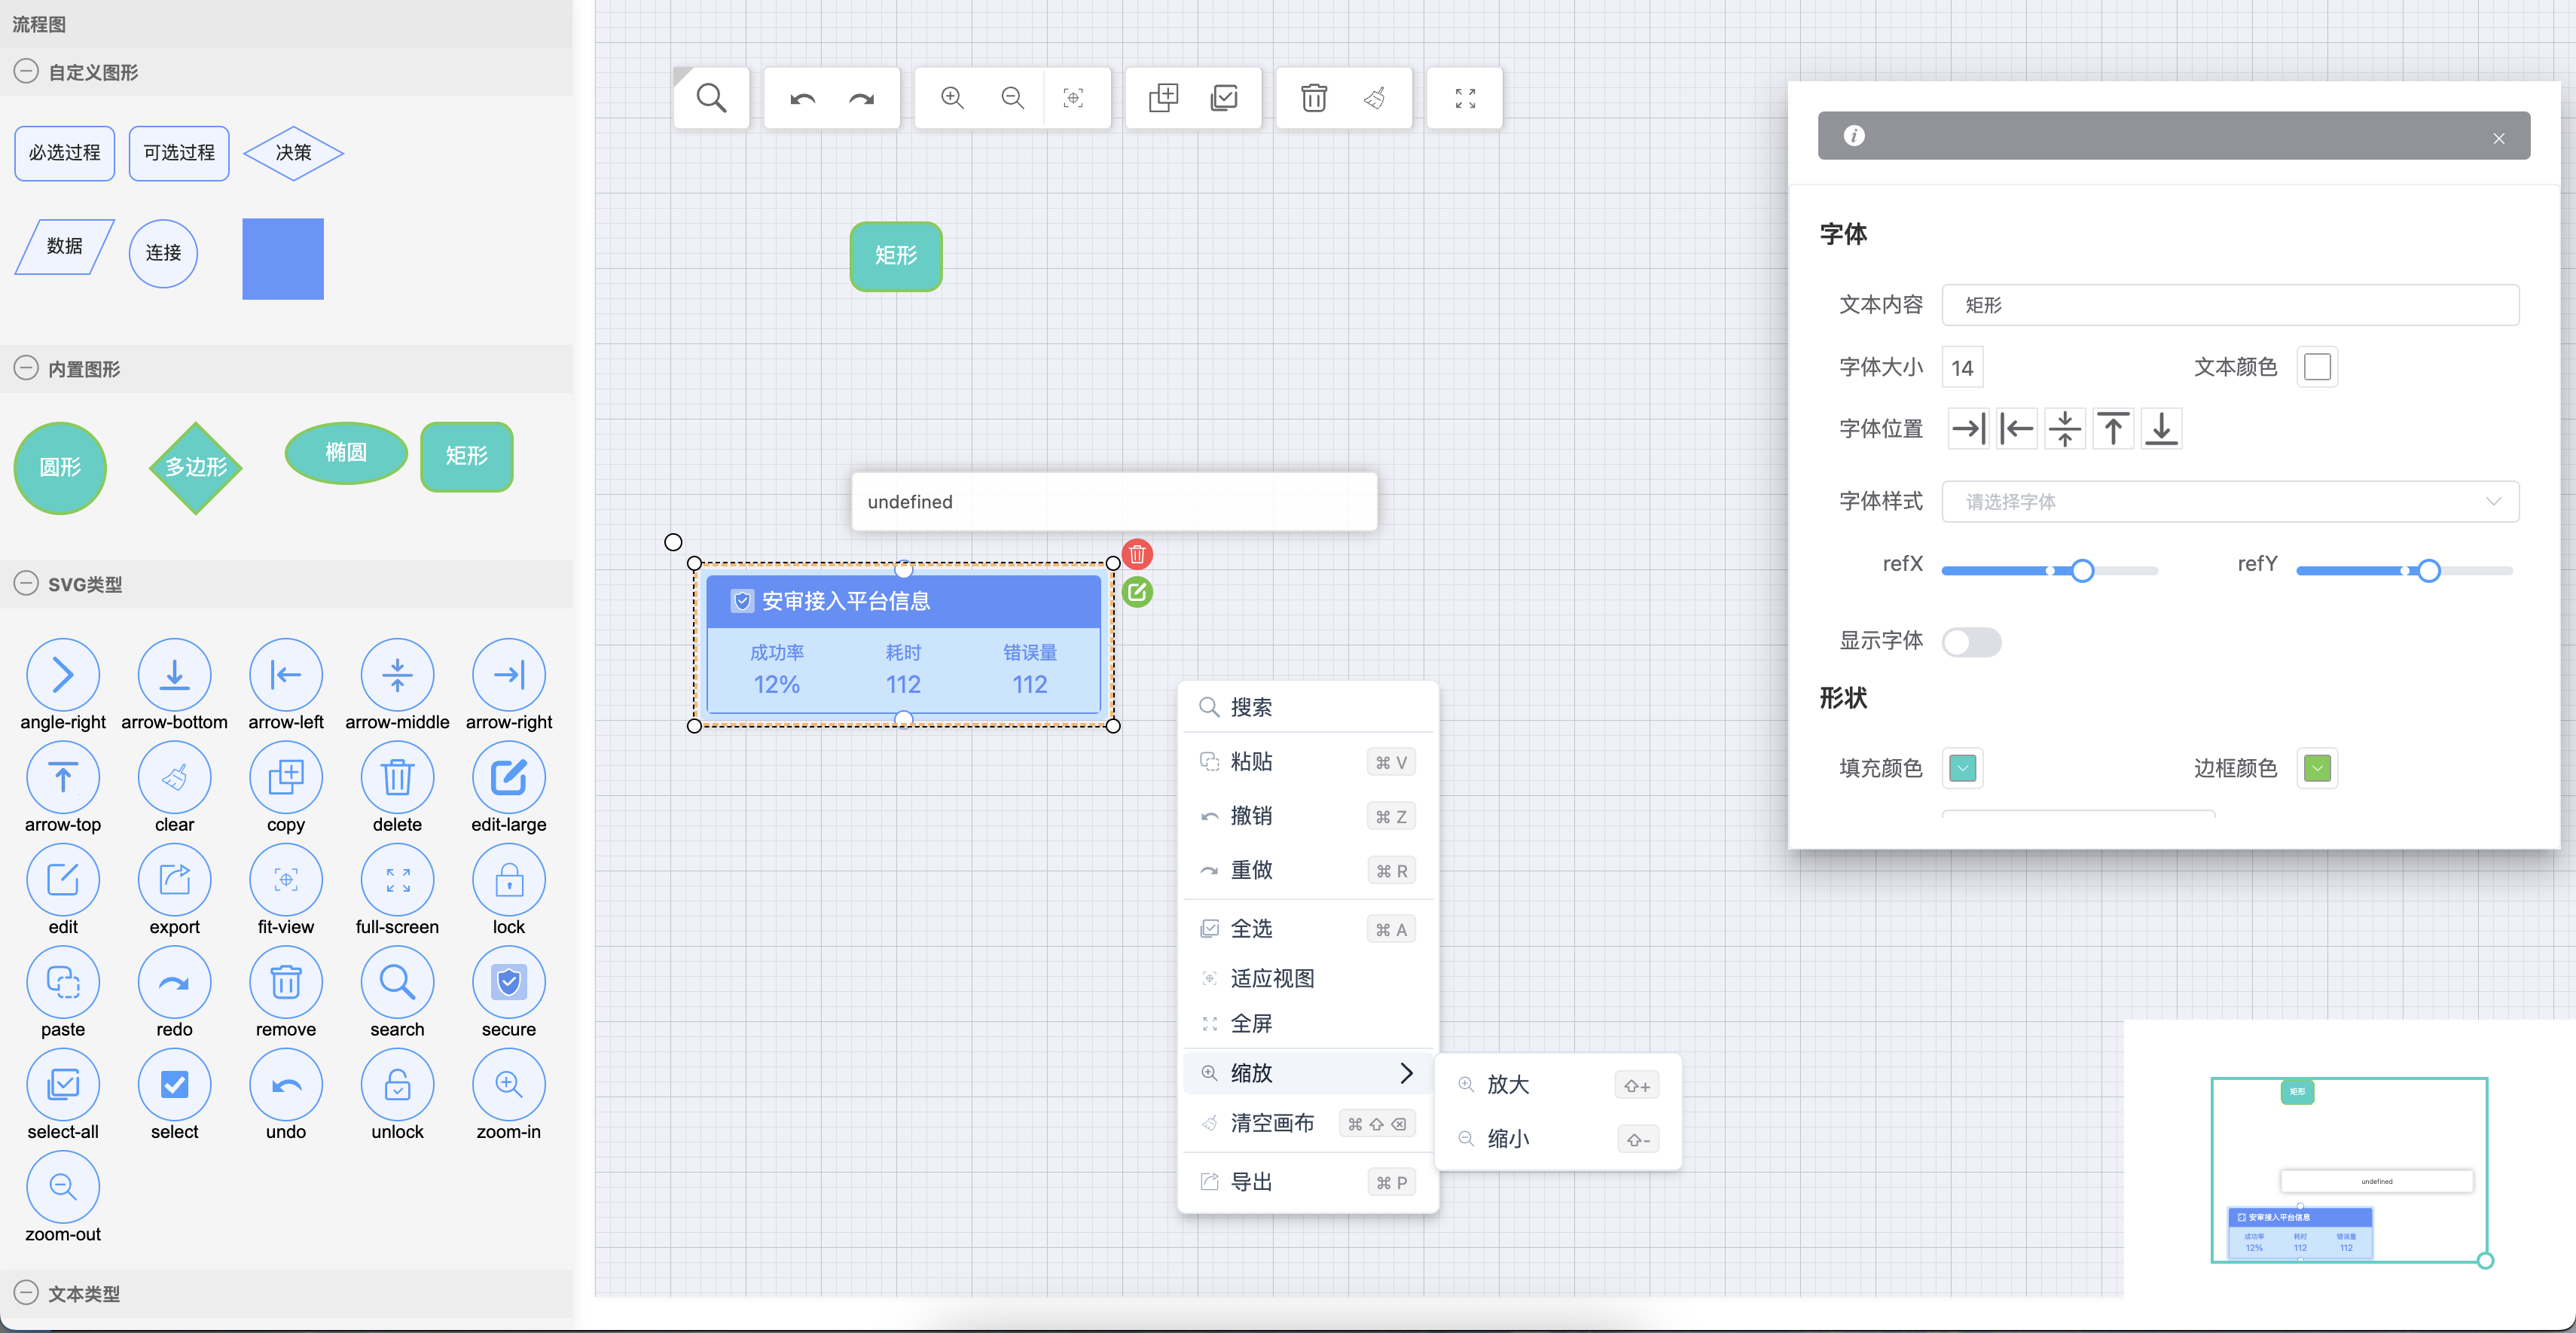 流程图
自定义图形
必选过程 可选过程 决策
数据 连接
内置图形
圆形 多边形 椭圆 矩形
SVG类型
angle-right arrow-bottom arrow-left arrow-middle arrow-right
arrow-top clear copy delete edit-large
edit export fit-view full-screen lock
paste redo remove search secure
select-all select undo unlock zoom-in
zoom-out
文本类型
矩形
undefined
安审接入平台信息
成功率 耗时 错误量
12% 112 112
搜索
粘贴 ⌘ V
撤销 ⌘ Z
重做 ⌘ R
全选 ⌘ A
适应视图
全屏
缩放
清空画布 ⌘ ⇧ ⌫
导出 ⌘ P
放大 ⇧+
缩小 ⇧-
字体
文本内容 矩形
字体大小 14 文本颜色
字体位置
字体样式 请选择字体
refX refY
显示字体
形状
填充颜色 边框颜色
矩形
undefined
安审接入平台信息
成功率 耗时 错误量
12% 112 112